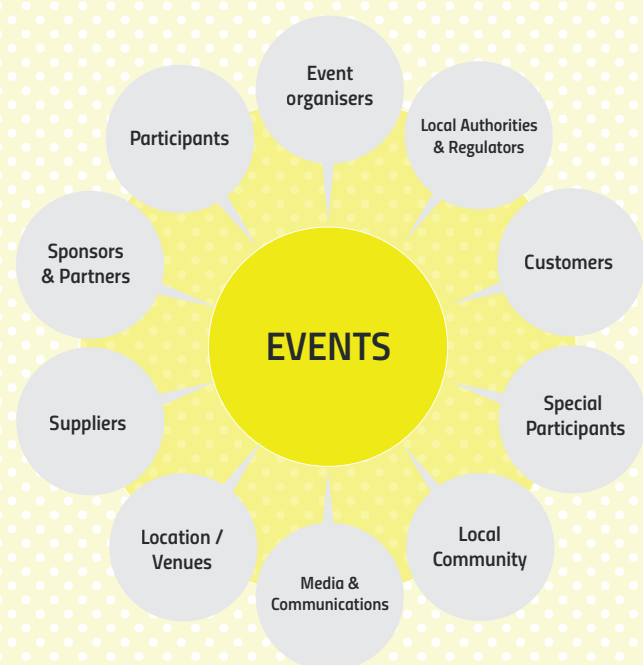 Event
organisers
Local Authorities
& Regulators
Customers
Special
Participants
Local
Community
Media &
Communications
Location /
Venues
Suppliers
Sponsors
& Partners
Participants
EVENTS